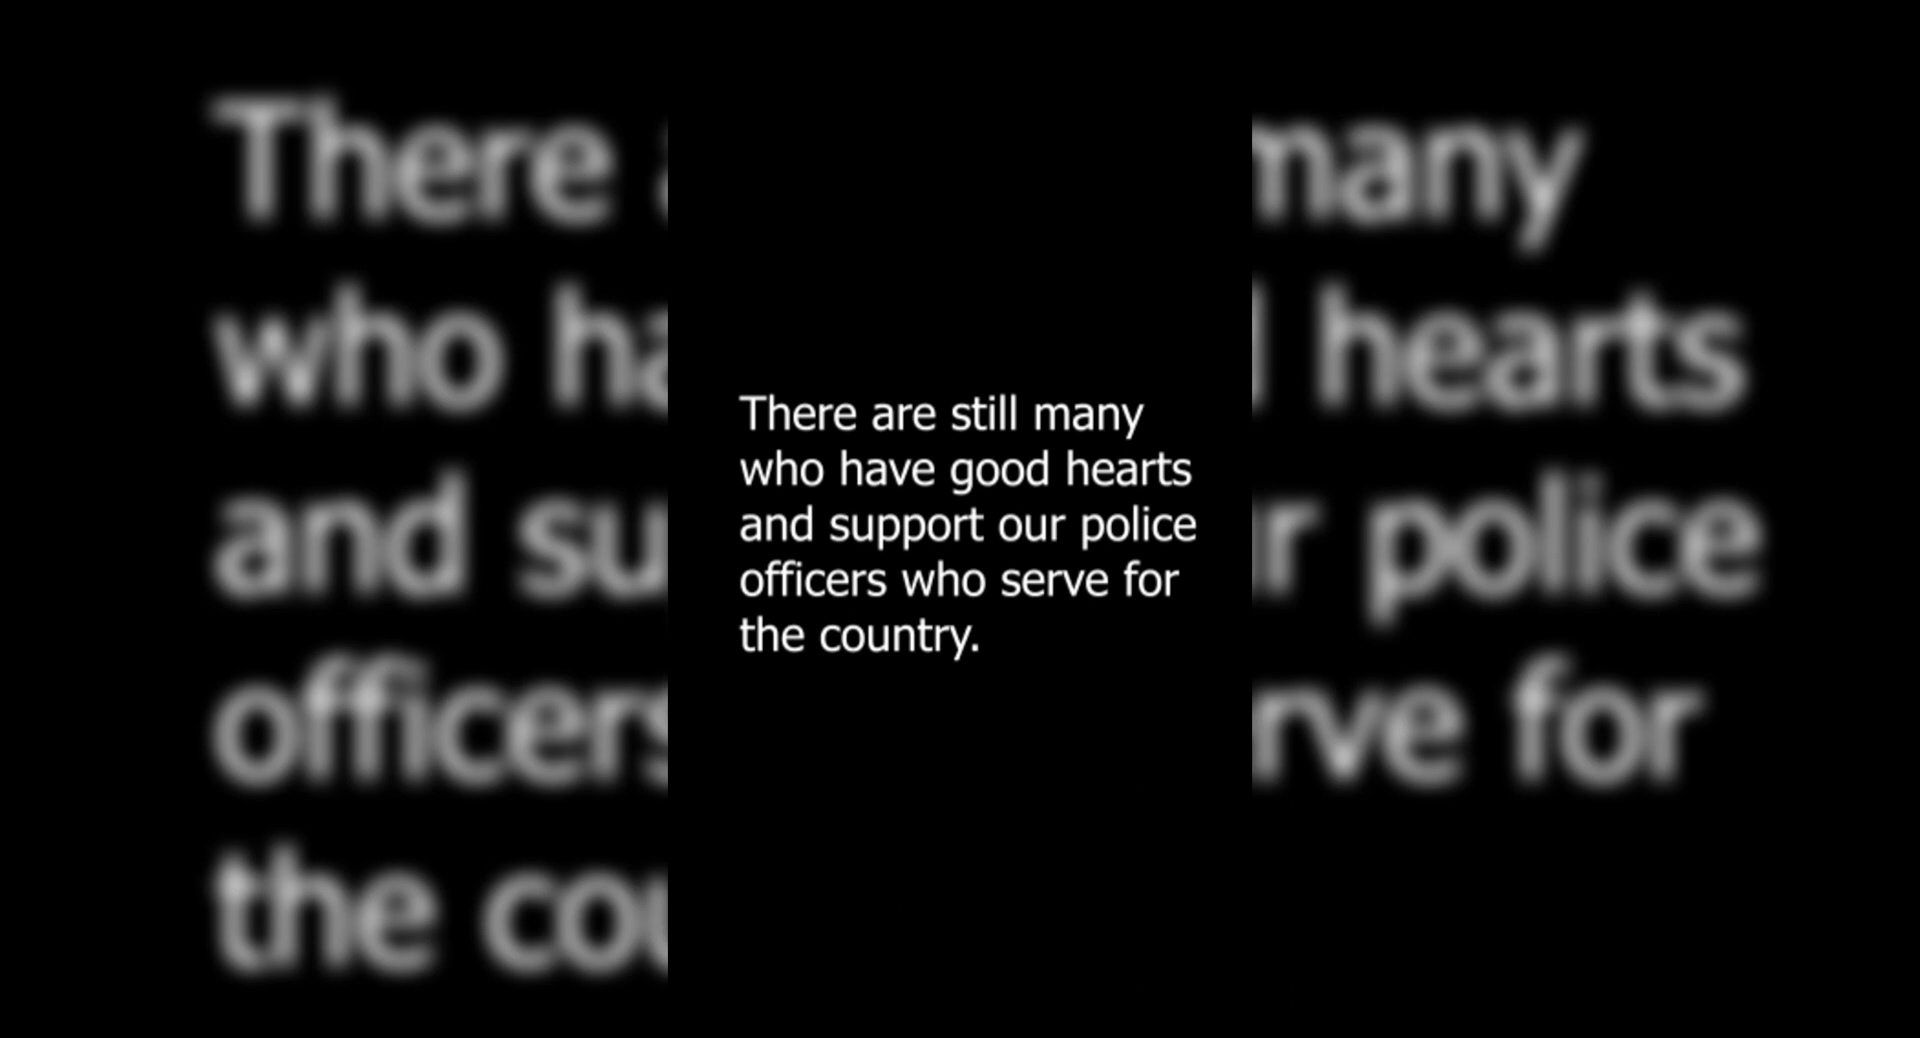 There are still many
who have good hearts
and support our police
officers who serve for
the country.